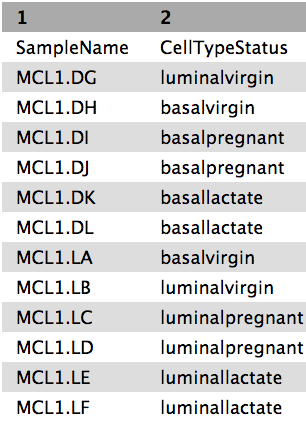 1 2
SampleName CellTypeStatus
MCL1.DG luminalvirgin
MCL1.DH basalvirgin
MCL1.DI basalpregnant
MCL1.DJ basalpregnant
MCL1.DK basallactate
MCL1.DL basallactate
MCL1.LA basalvirgin
MCL1.LB luminalvirgin
MCL1.LC luminalpregnant
MCL1.LD luminalpregnant
MCL1.LE luminallactate
MCL1.LF luminallactate